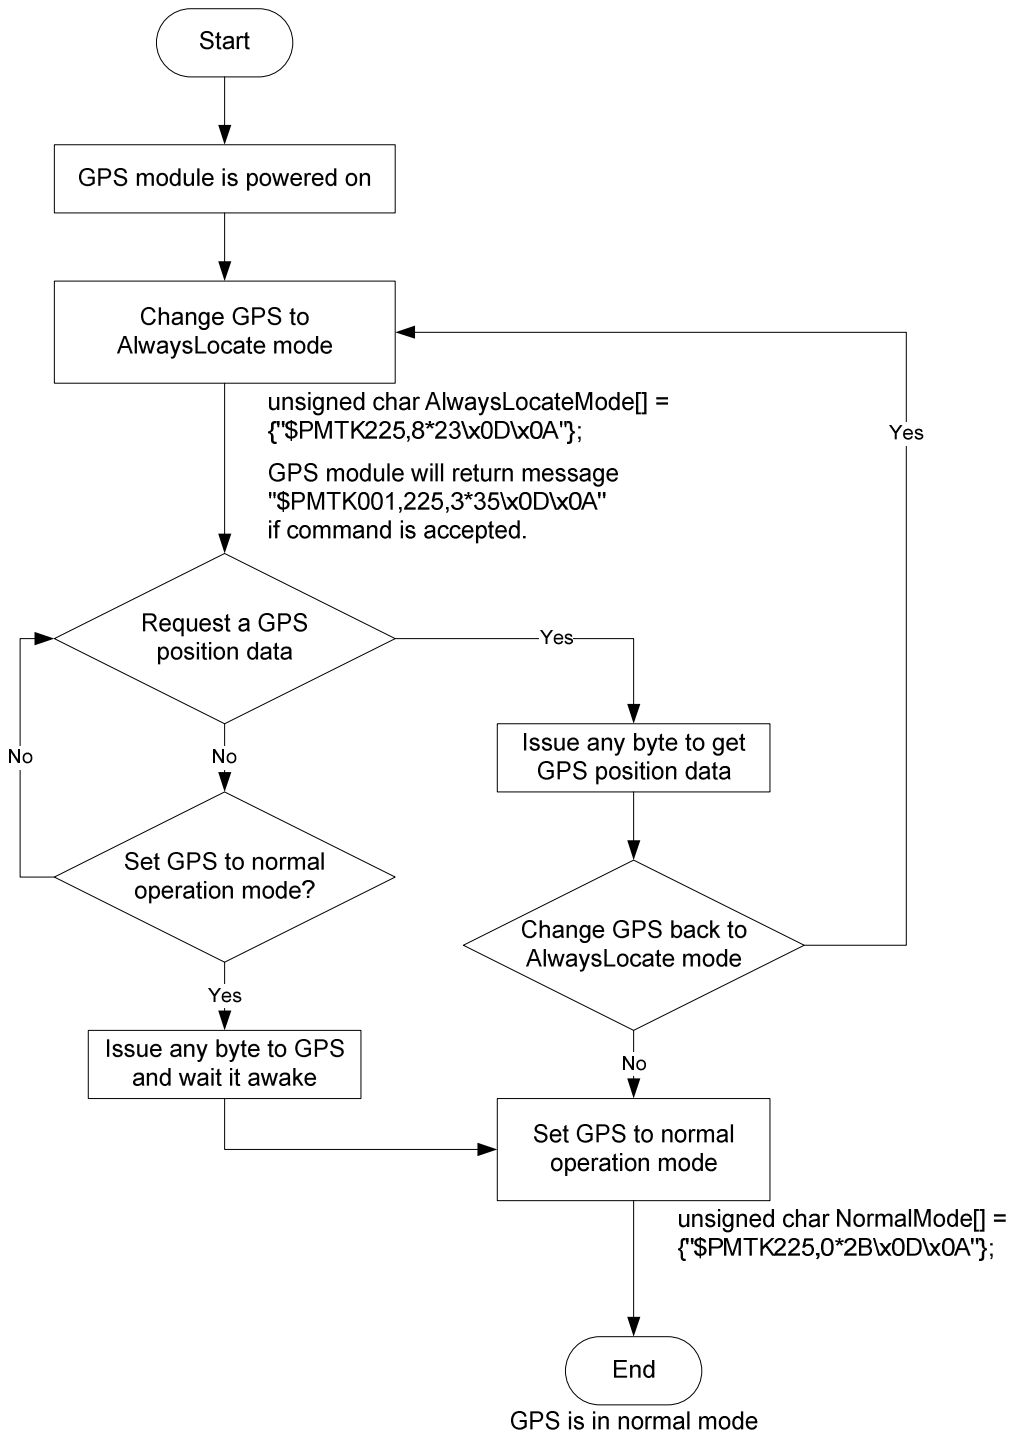 Start
GPS module is powered on
Change GPS to
AlwaysLocate mode
unsigned char AlwaysLocateMode[] =
{"$PMTK225,8*23\x0D\x0A"};
GPS module will return message
"$PMTK001,225,3*35\x0D\x0A"
if command is accepted.
Yes
Request a GPS
position data
Yes
No
No
Issue any byte to get
GPS position data
Set GPS to normal
operation mode?
Change GPS back to
AlwaysLocate mode
Yes
Issue any byte to GPS
and wait it awake
No
Set GPS to normal
operation mode
unsigned char NormalMode[] =
{"$PMTK225,0*2B\x0D\x0A"};
End
GPS is in normal mode